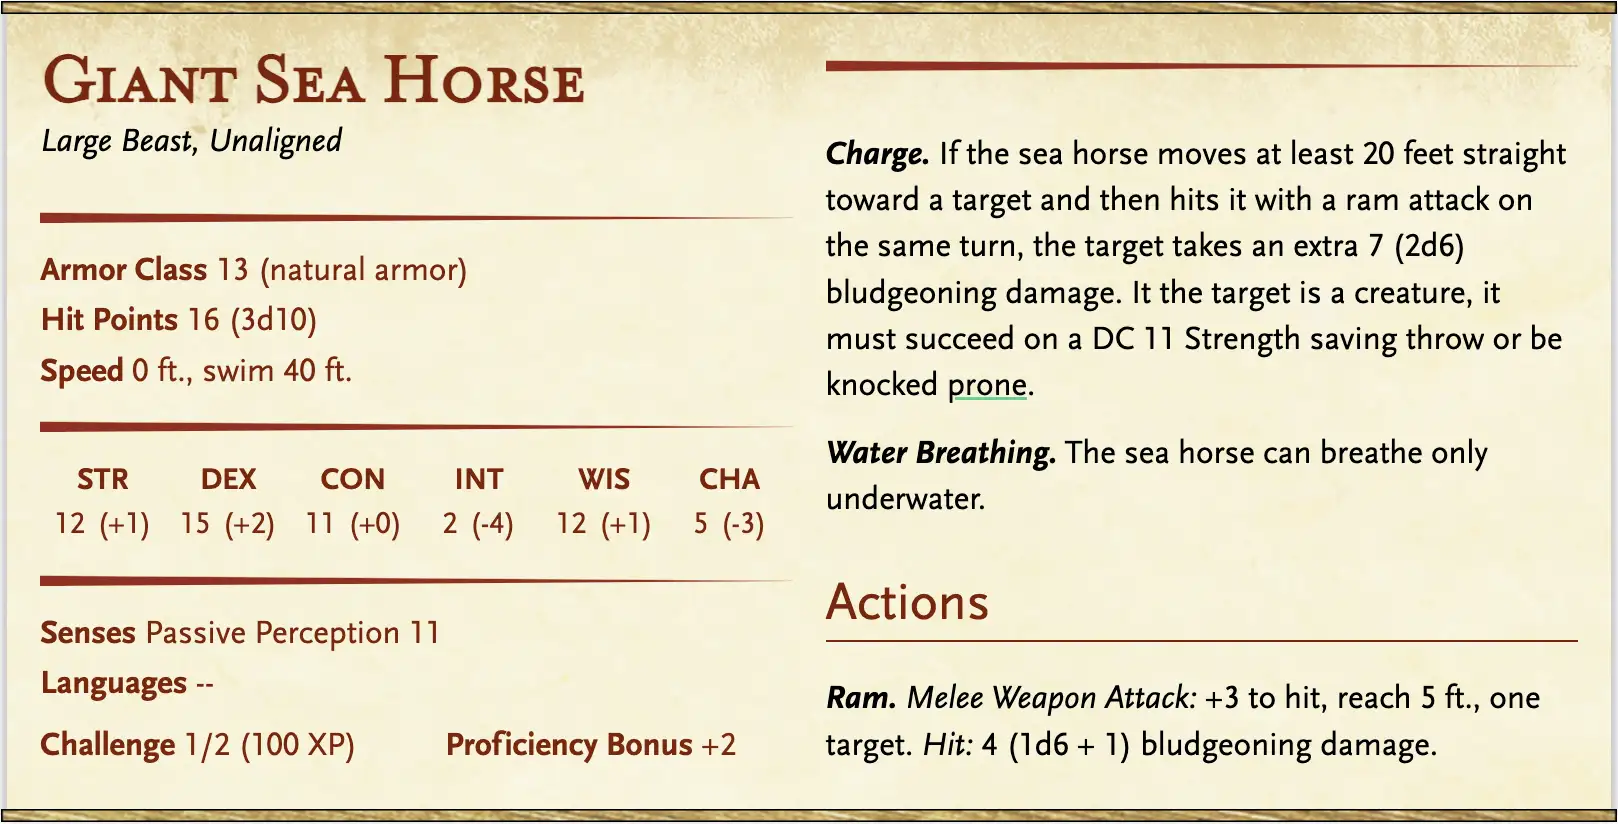 Giant Sea Horse
Large Beast, Unaligned
Armor Class 13 (natural armor)
Hit Points 16 (3d10)
Speed 0 ft., swim 40 ft.
STR DEX CON INT WIS CHA
12 (+1) 15 (+2) 11 (+0) 2 (-4) 12 (+1) 5 (-3)
Senses Passive Perception 11
Languages --
Challenge 1/2 (100 XP) Proficiency Bonus +2
Charge. If the sea horse moves at least 20 feet straight
toward a target and then hits it with a ram attack on
the same turn, the target takes an extra 7 (2d6)
bludgeoning damage. It the target is a creature, it
must succeed on a DC 11 Strength saving throw or be
knocked prone.
Water Breathing. The sea horse can breathe only
underwater.
Actions
Ram. Melee Weapon Attack: +3 to hit, reach 5 ft., one
target. Hit: 4 (1d6 + 1) bludgeoning damage.